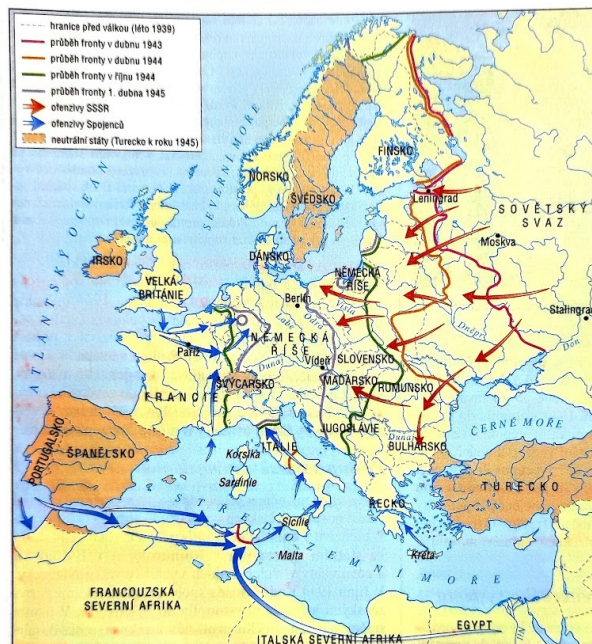 hranice před válkou (léto 1939)
průběh fronty v dubnu 1943
průběh fronty v dubnu 1944
průběh fronty v říjnu 1944
průběh fronty 1. dubna 1945
ofenzivy SSSR
ofenzivy Spojenců
neutrální státy (Turecko k roku 1945)
ATLANTSKÝ OCEÁN
SEVERNÍ MOŘE
FINSKO
NORSKO
ŠVÉDSKO
Leningrad
SOVĚTSKÝ
SVAZ
Moskva
IRSKO
DÁNSKO
VELKÁ
BRITÁNIE
NĚMECKÁ
ŘÍŠE
Berlín
Visla
Labe
Odra
Stalingrad
Dněpr
Don
Paříž
NĚMECKÁ
ŘÍŠE
Vídeň
SLOVENSKO
Dunaj
FRANCIE
ŠVÝCARSKO
MAĎARSKO
RUMUNSKO
JUGOSLÁVIE
Dunaj
BULHARSKO
ČERNÉ MOŘE
PORTUGALSKO
ŠPANĚLSKO
Korsika
ITÁLIE
Sardinie
TURECKO
ŘECKO
Sicílie
STŘEDOZEMNÍ MOŘE
Malta
Kréta
FRANCOUZSKÁ
SEVERNÍ AFRIKA
EGYPT
ITALSKÁ SEVERNÍ AFRIKA